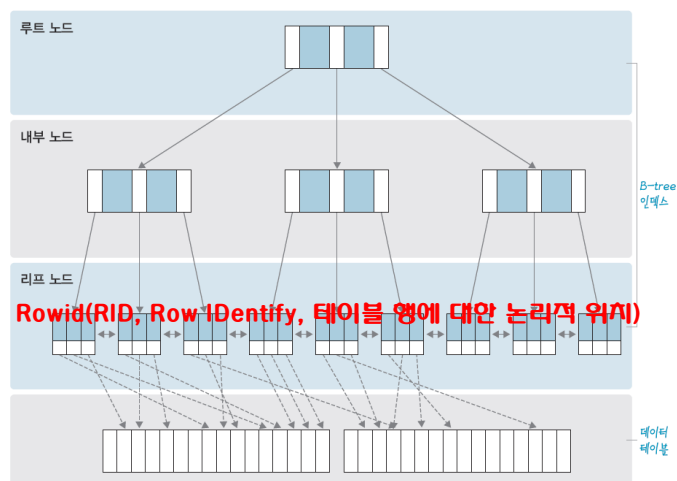 루트 노드
내부 노드
B-tree
인덱스
리프 노드
Rowid(RID, Row IDentify, 테이블 행에 대한 논리적 위치)
데이터
테이블